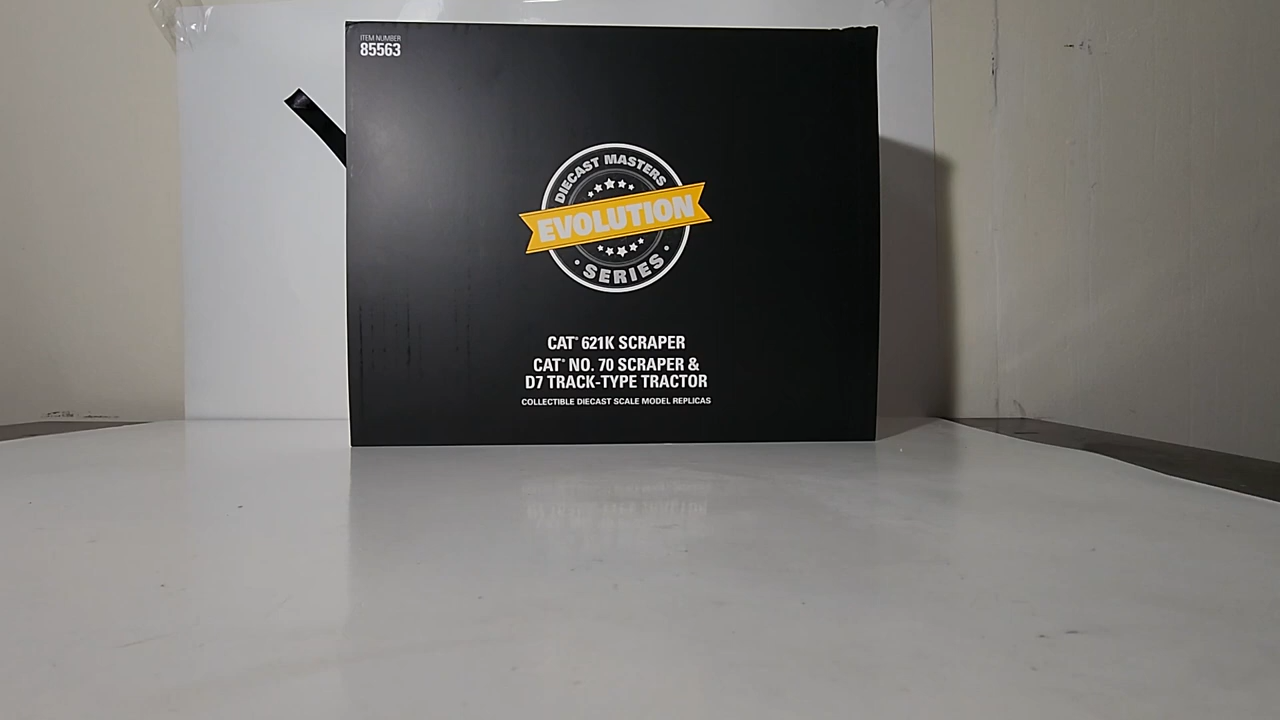 ITEM NUMBER
85563
DIECAST MASTERS
EVOLUTION
SERIES
CAT® 621K SCRAPER
CAT® NO. 70 SCRAPER &
D7 TRACK-TYPE TRACTOR
COLLECTIBLE DIECAST SCALE MODEL REPLICAS